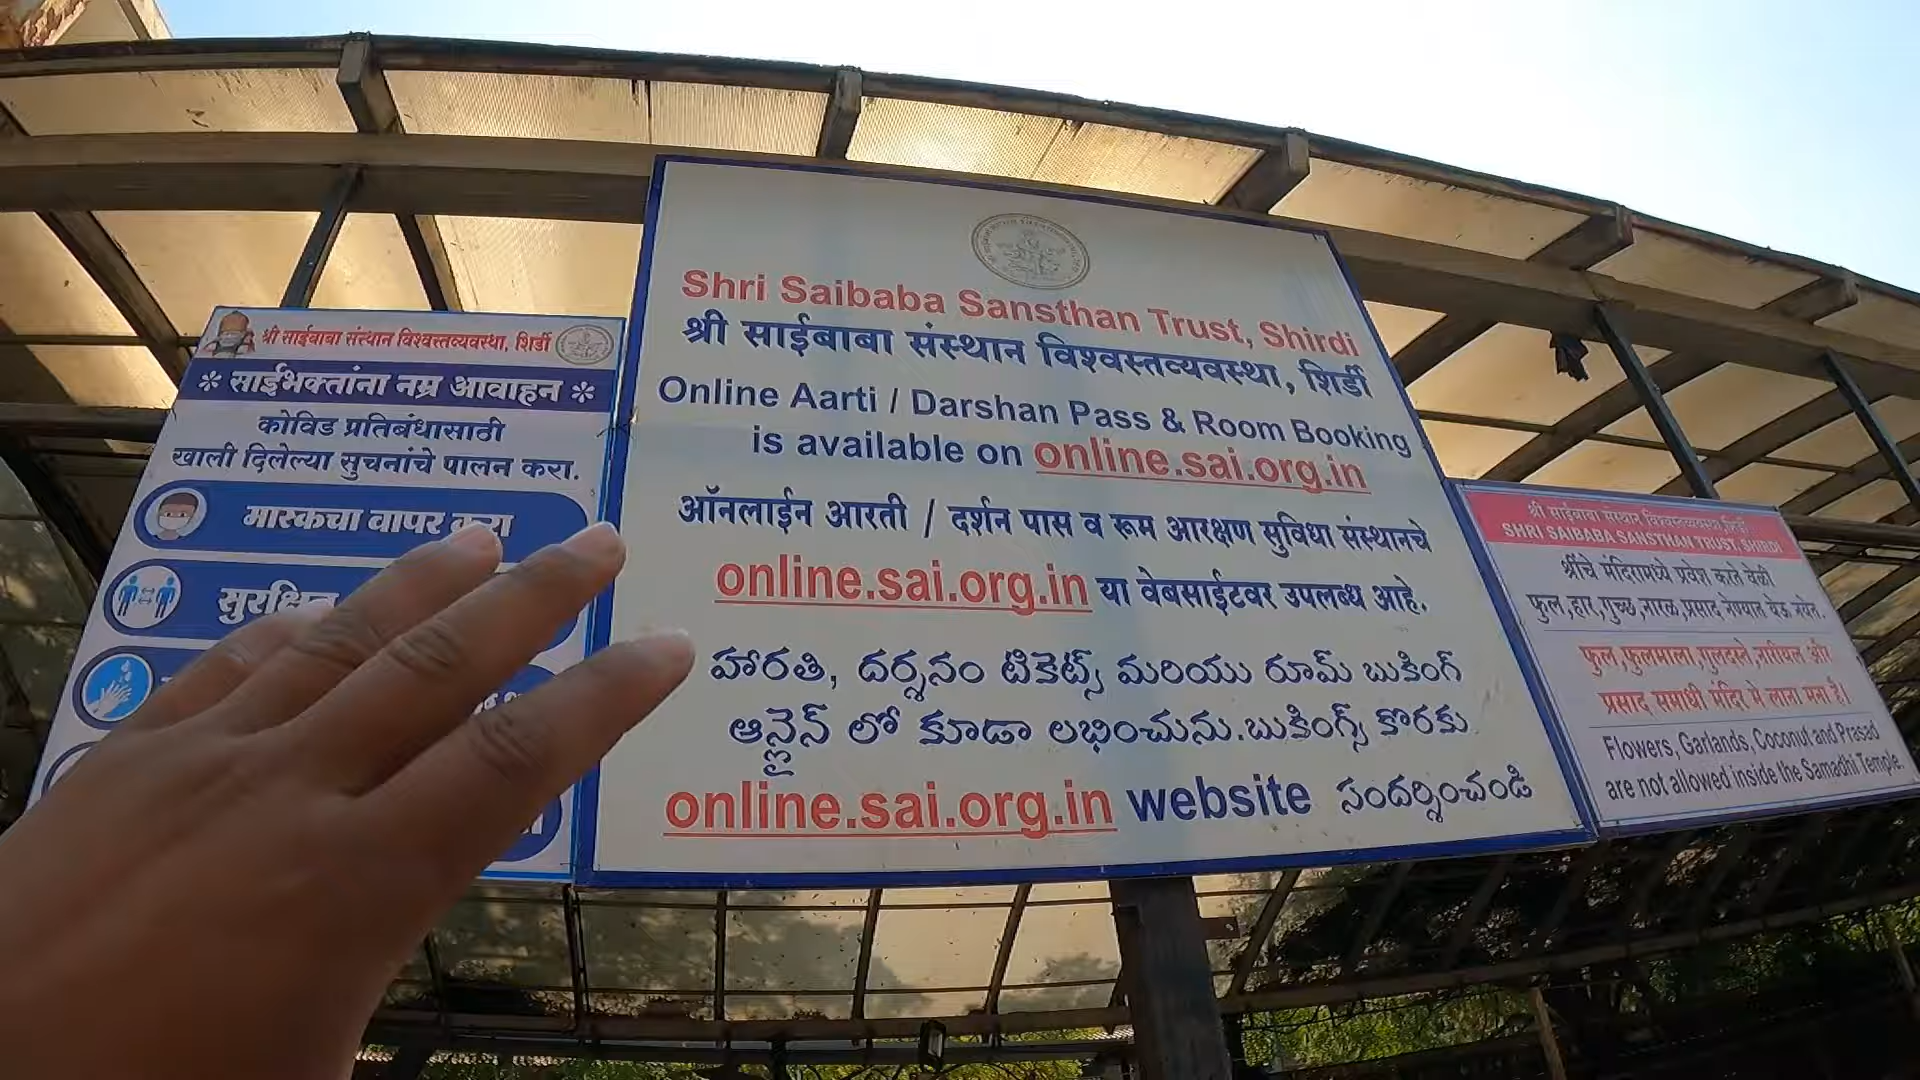 श्री साईबाबा संस्थान विश्वस्तव्यवस्था, शिर्डी
साईभक्तांना नम्र आवाहन
कोविड प्रतिबंधासाठी
खाली दिलेल्या सुचनांचे पालन करा.
मास्कचा वापर करा
सुरक्षित
Shri Saibaba Sansthan Trust, Shirdi
श्री साईबाबा संस्थान विश्वस्तव्यवस्था, शिर्डी
Online Aarti / Darshan Pass & Room Booking
is available on online.sai.org.in
ऑनलाईन आरती / दर्शन पास व रूम आरक्षण सुविधा संस्थानचे
online.sai.org.in या वेबसाईटवर उपलब्ध आहे.
హారతి, దర్శనం టికెట్స్ మరియు రూమ్ బుకింగ్
ఆన్లైన్ లో కూడా లభించును.బుకింగ్స్ కొరకు
online.sai.org.in website సందర్శించండి
श्री साईबाबा संस्थान विश्वस्तव्यवस्था,शिर्डी
SHRI SAIBABA SANSTHAN TRUST, SHIRDI
श्रींचे मंदिरामध्ये प्रवेश करते वेळी
फुल,हार,गुच्छ,नारळ,प्रसाद नेण्यात येऊ नयेत.
फुल,फुलमाला,गुलदस्ते,नारीयल और
प्रसाद समाधी मंदिर मे लाना मना है।
Flowers, Garlands, Coconut and Prasad
are not allowed inside the Samadhi Temple.